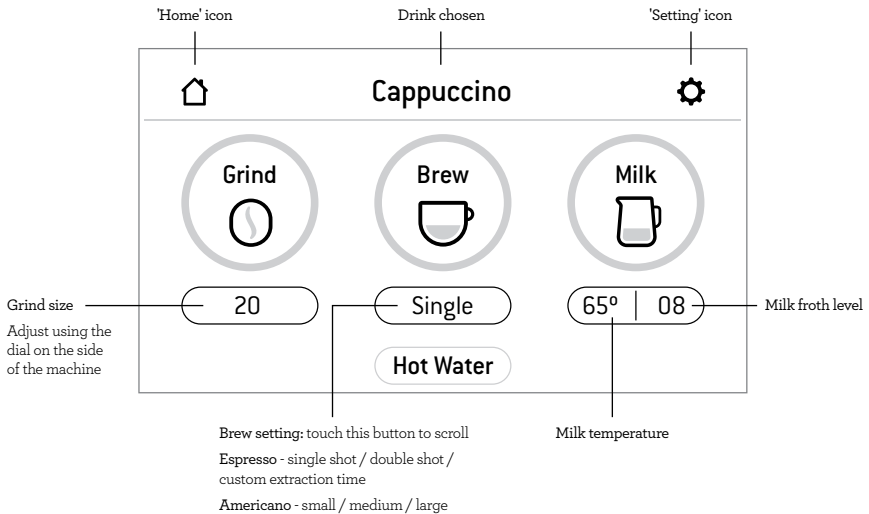 'Home' icon
Drink chosen
'Setting' icon
Cappuccino
Grind
Brew
Milk
Grind size
Adjust using the
dial on the side
of the machine
20
Single
65º
08
Milk froth level
Hot Water
Brew setting: touch this button to scroll
Espresso - single shot / double shot /
custom extraction time
Americano - small / medium / large
Milk temperature